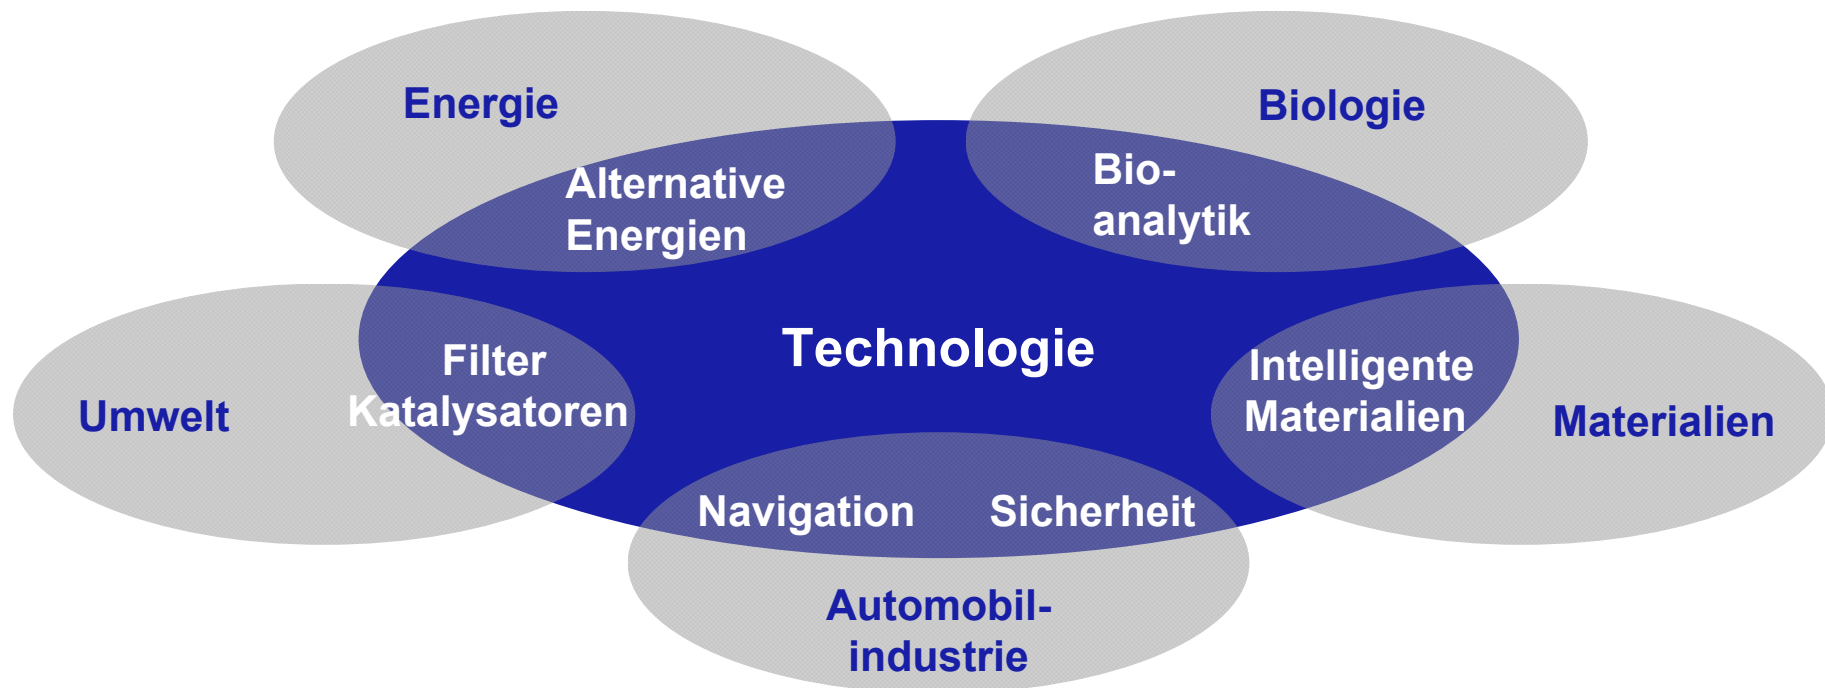 Energie
Biologie
Alternative
Energien
Bio-
analytik
Technologie
Filter
Katalysatoren
Umwelt
Intelligente
Materialien
Materialien
Navigation
Sicherheit
Automobil-
industrie